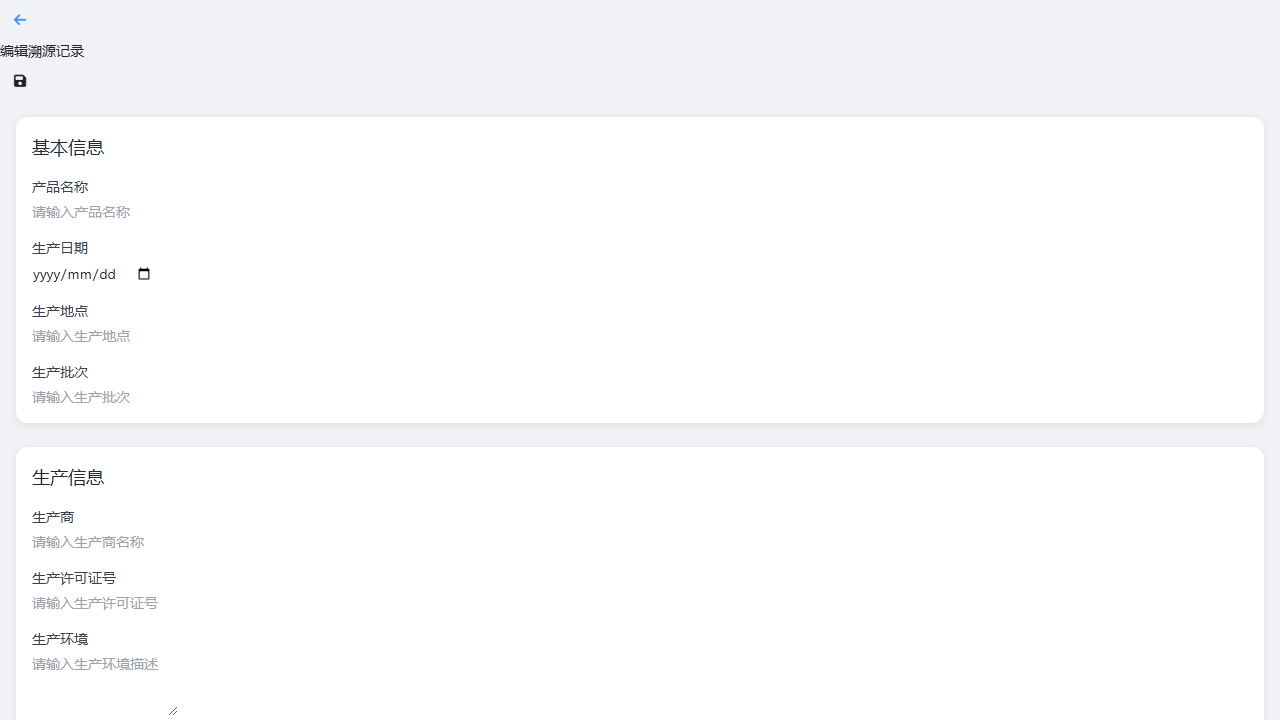 编辑溯源记录
基本信息
产品名称
请输入产品名称
生产日期
yyyy/mm/dd
生产地点
请输入生产地点
生产批次
请输入生产批次
生产信息
生产商
请输入生产商名称
生产许可证号
请输入生产许可证号
生产环境
请输入生产环境描述